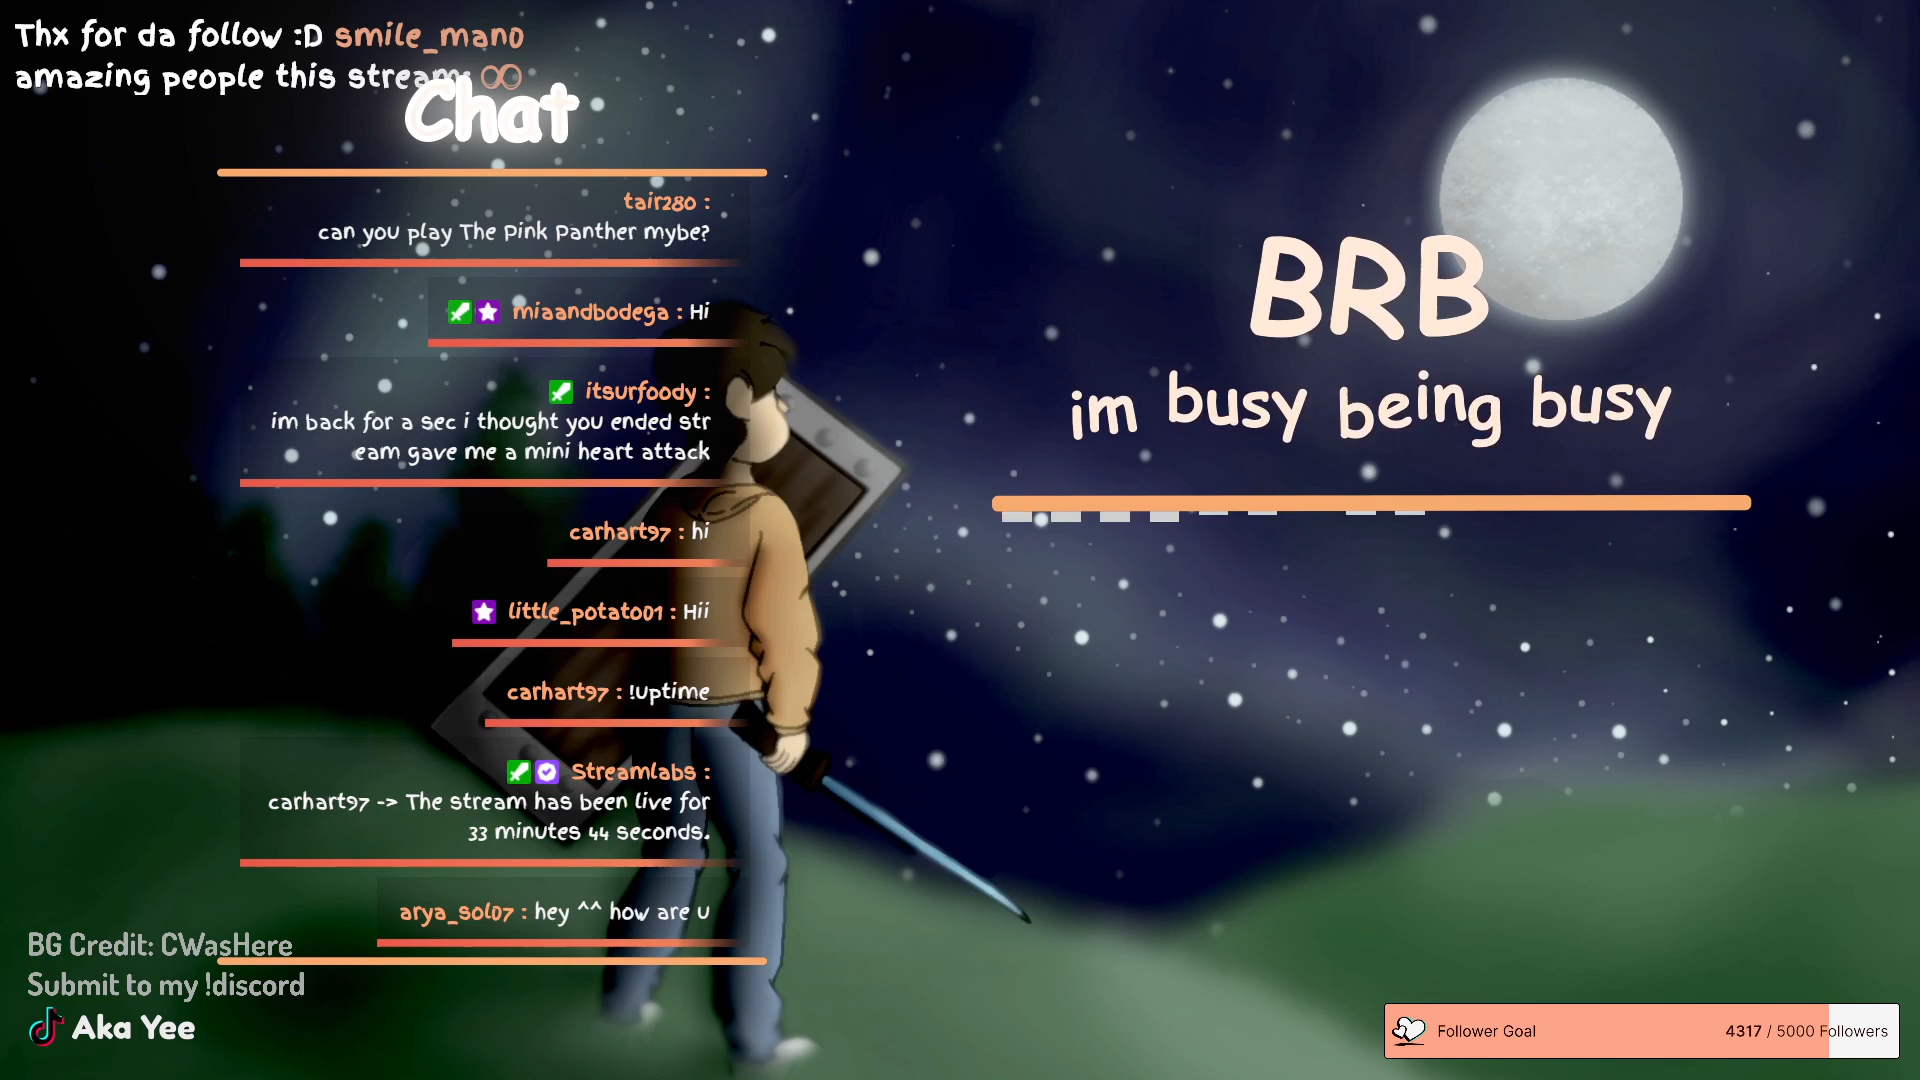 Thx for da follow :D smile_mano
amazing people this stream: ∞
Chat
tair280 :
can you play The Pink Panther mybe?
miaandbodega : Hi
itsurfoody :
im back for a sec i thought you ended str
eam gave me a mini heart attack
carhart97 : hi
little_potato01 : Hii
carhart97 : !uptime
Streamlabs :
carhart97 -> The stream has been live for
33 minutes 44 seconds.
arya_sol07 : hey ^^ how are u
BG Credit: CWasHere
Submit to my !discord
Aka Yee
BRB
im busy being busy
Follower Goal 4317 / 5000 Followers